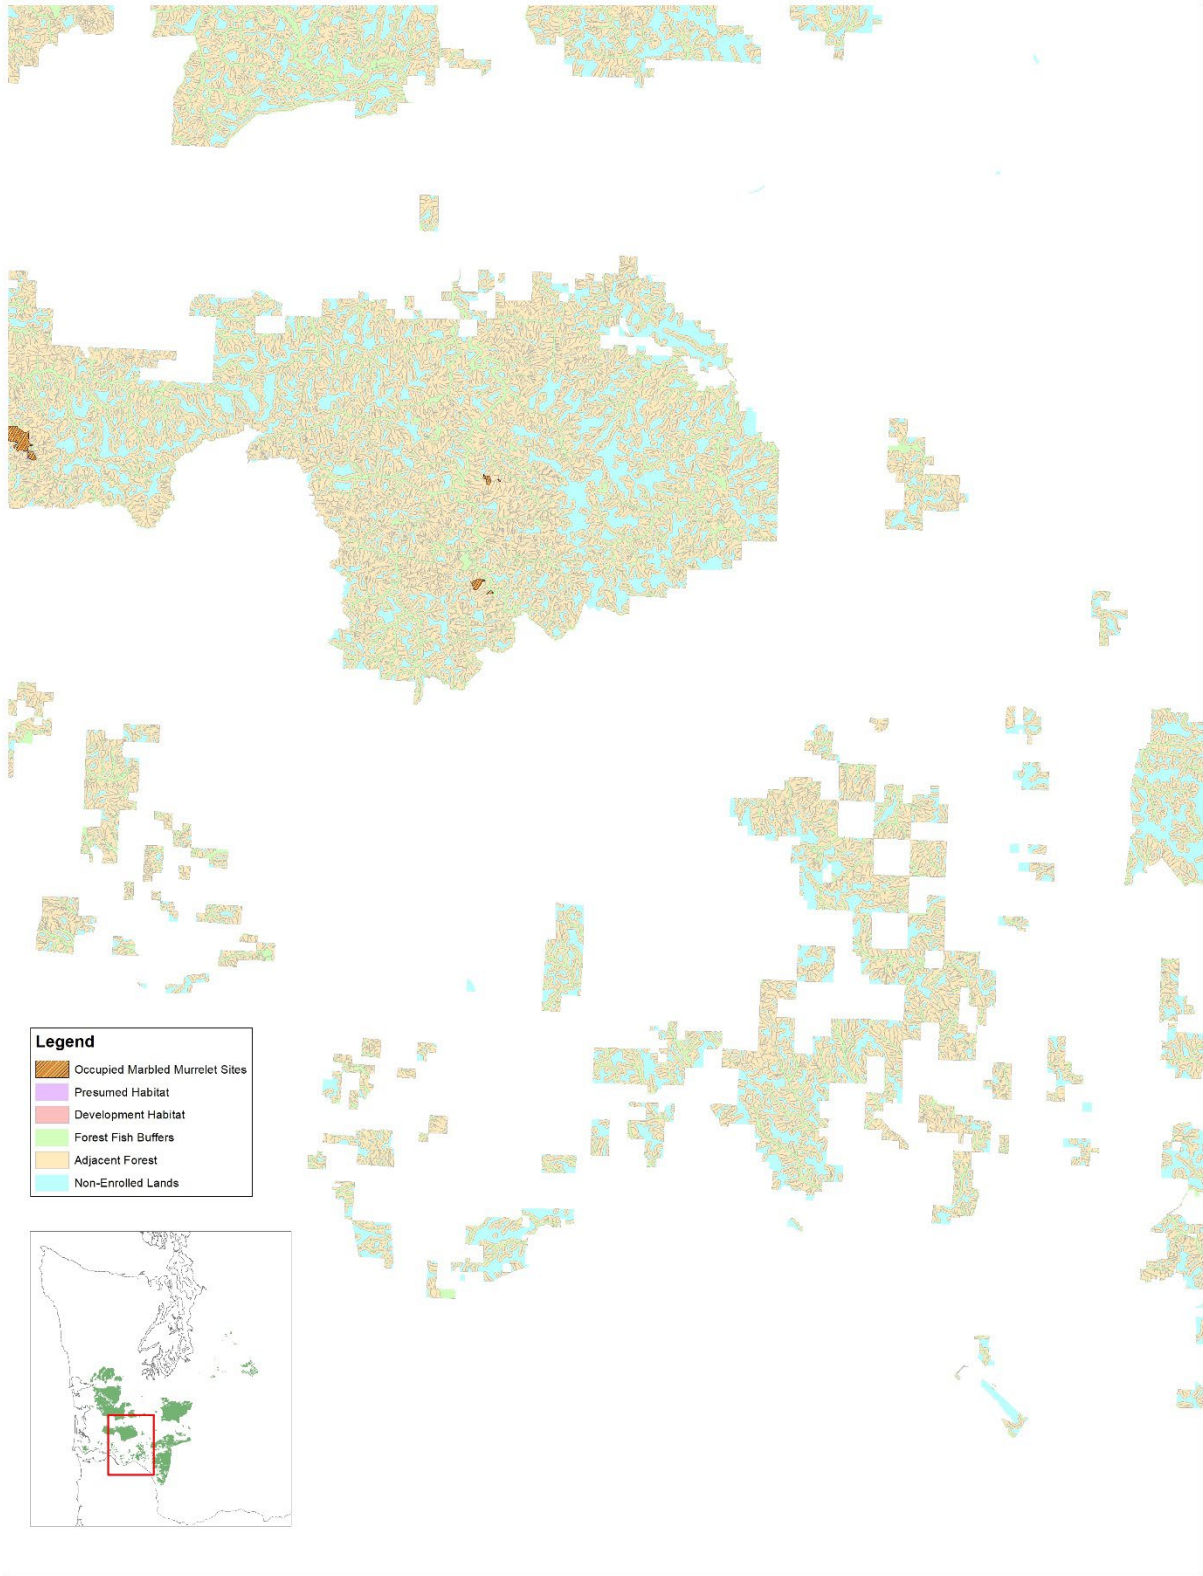 Legend
Occupied Marbled Murrelet Sites
Presumed Habitat
Development Habitat
Forest Fish Buffers
Adjacent Forest
Non-Enrolled Lands